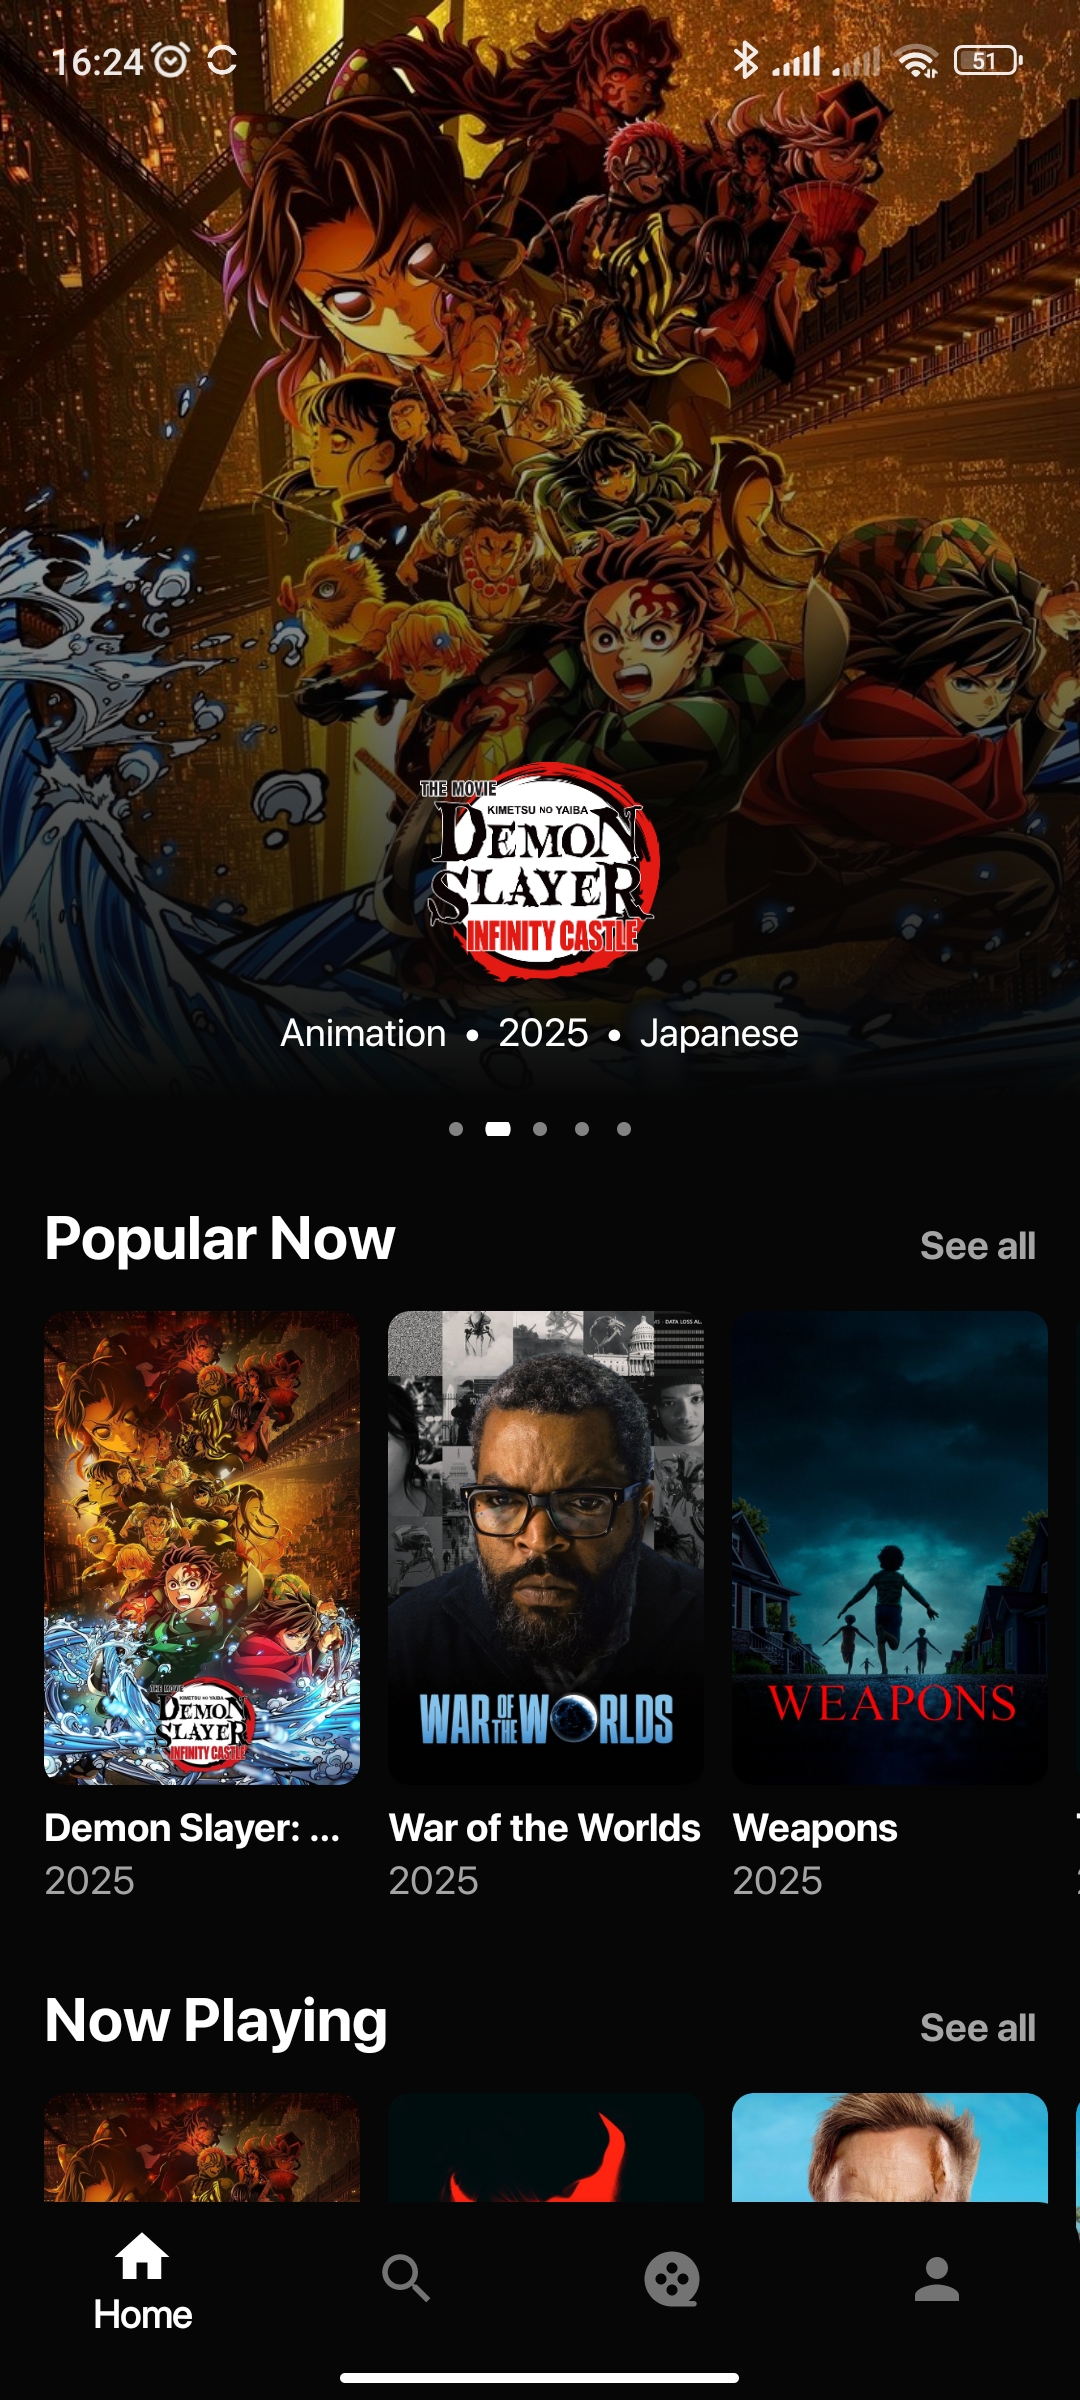 16:24
51
THE MOVIE
KIMETSU NO YAIBA
DEMON
SLAYER
INFINITY CASTLE
Animation • 2025 • Japanese
Popular Now
See all
DATA LOSS
THE MOVIE
KIMETSU NO YAIBA
DEMON
SLAYER
INFINITY CASTLE
WAR OF THE WORLDS
WEAPONS
Demon Slayer: ...
War of the Worlds
Weapons
2025
2025
2025
Now Playing
See all
Home